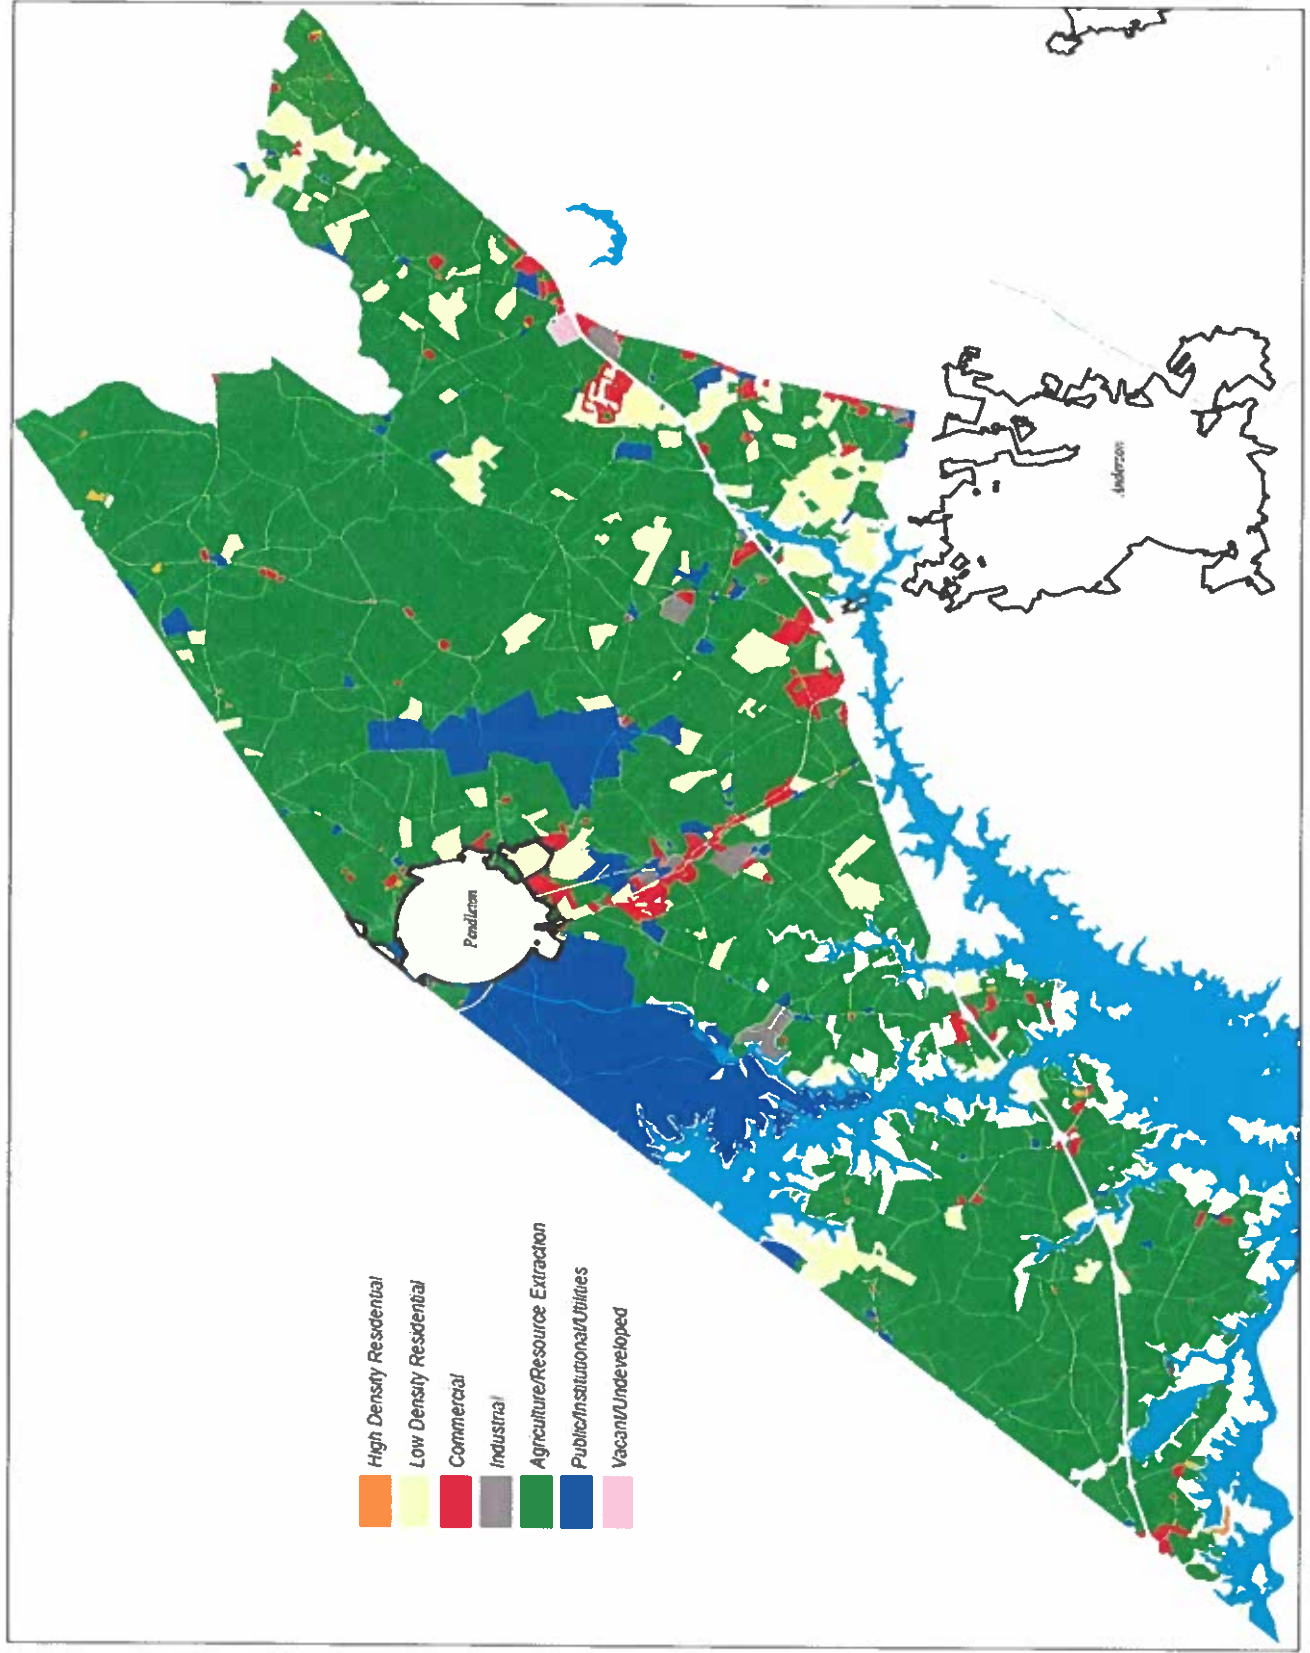 High Density Residential
Low Density Residential
Commercial
Industrial
Agriculture/Resource Extraction
Public/Institutional/Utilities
Vacant/Undeveloped
Pendleton
Anderson